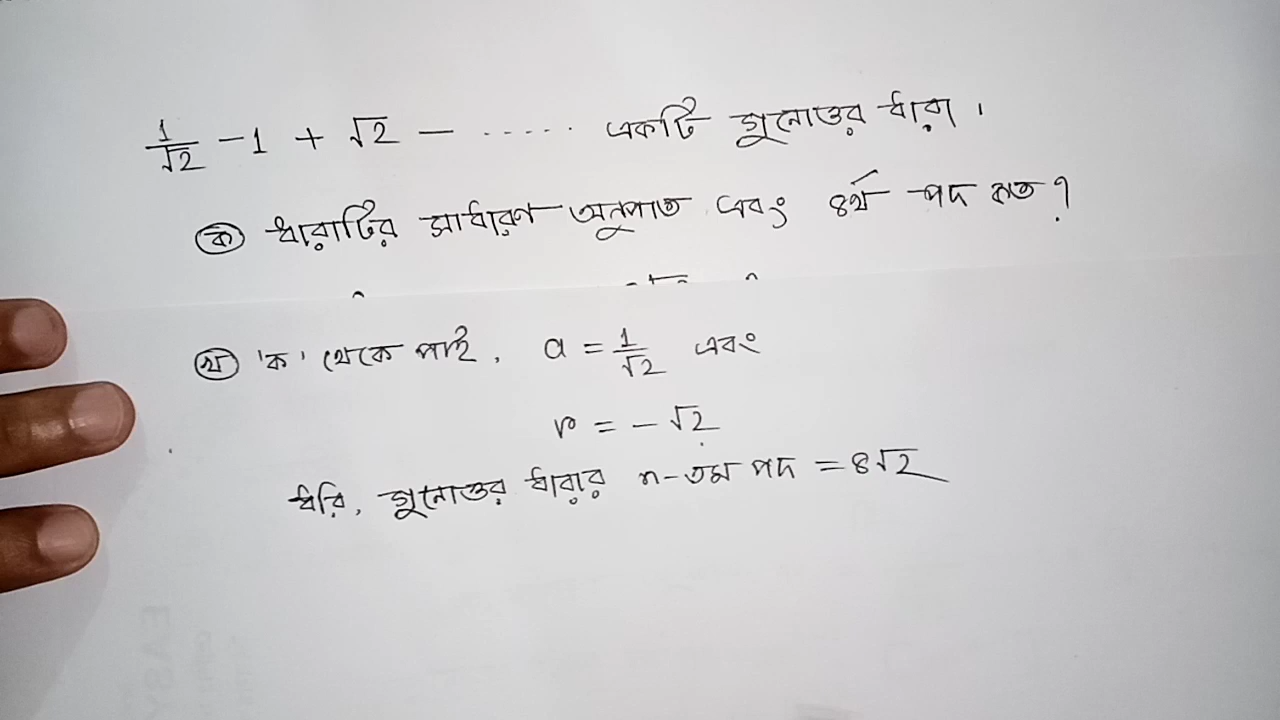 1/√2 - 1 + √2 - ...... একটি গুনোত্তর ধারা।
(ক) ধারাটির সাধারণ অনুপাত এবং ৪র্থ পদ কত?
(খ) 'ক' থেকে পাই, a = 1/√2 এবং
r = - √2
ধরি, গুনোত্তর ধারার n-তম পদ = 8√2